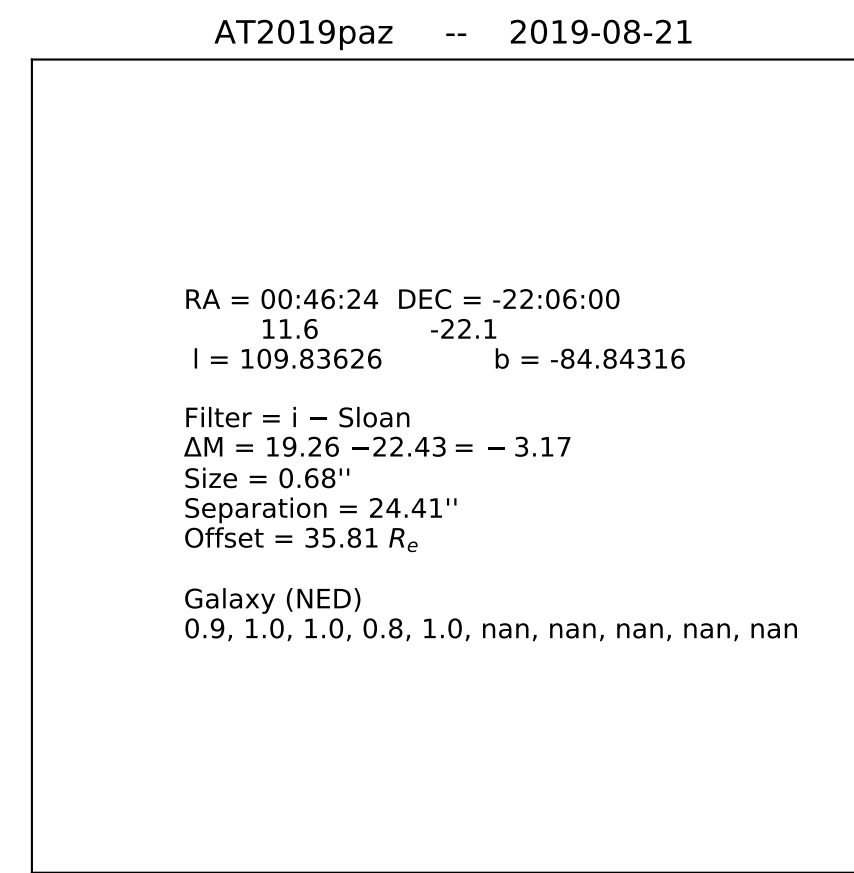 AT2019paz -- 2019-08-21
RA = 00:46:24 DEC = -22:06:00
11.6 -22.1
l = 109.83626 b = -84.84316
Filter = i − Sloan
ΔM = 19.26 −22.43 = − 3.17
Size = 0.68''
Separation = 24.41''
Offset = 35.81 Rₑ
Galaxy (NED)
0.9, 1.0, 1.0, 0.8, 1.0, nan, nan, nan, nan, nan